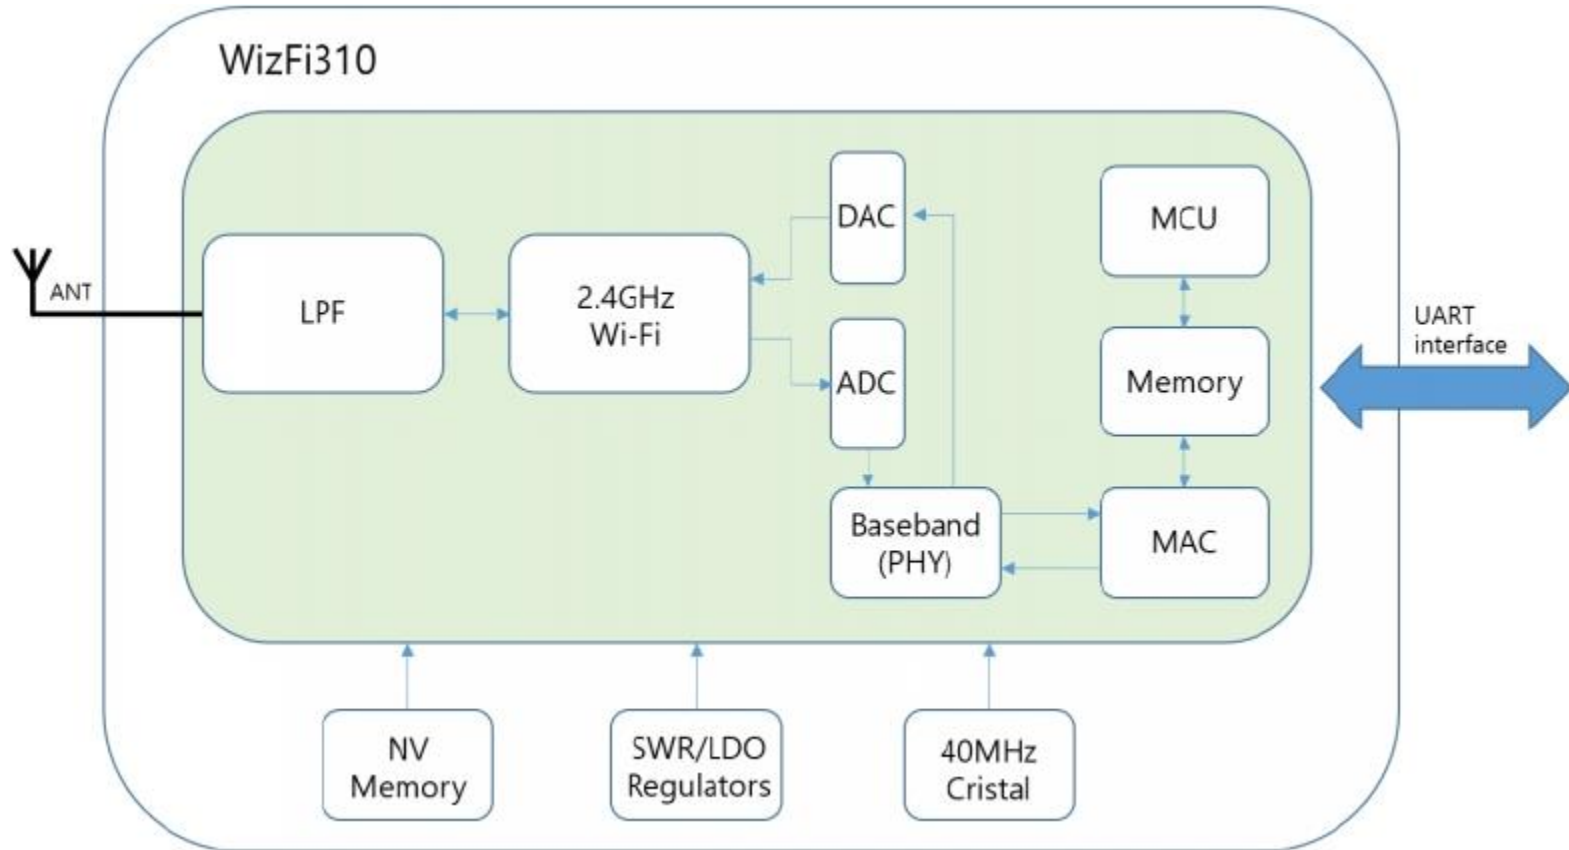 WizFi310
DAC
MCU
ANT
LPF
2.4GHz
Wi-Fi
UART
interface
ADC
Memory
Baseband
(PHY)
MAC
NV
Memory
SWR/LDO
Regulators
40MHz
Cristal